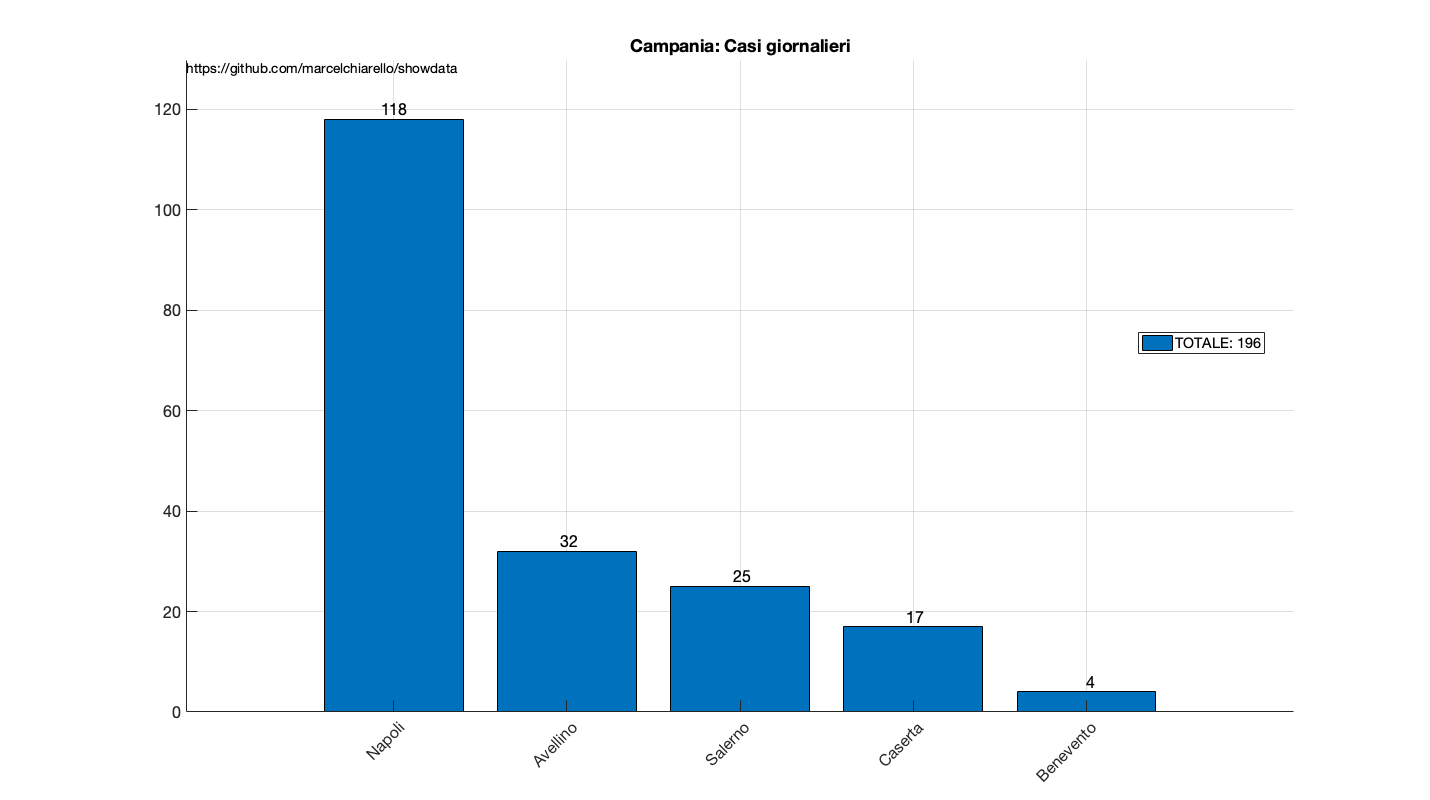 Campania: Casi giornalieri
https://github.com/marcelchiarello/showdata
120
100
80
60
40
20
0
118
32
25
17
4
TOTALE: 196
Napoli
Avellino
Salerno
Caserta
Benevento